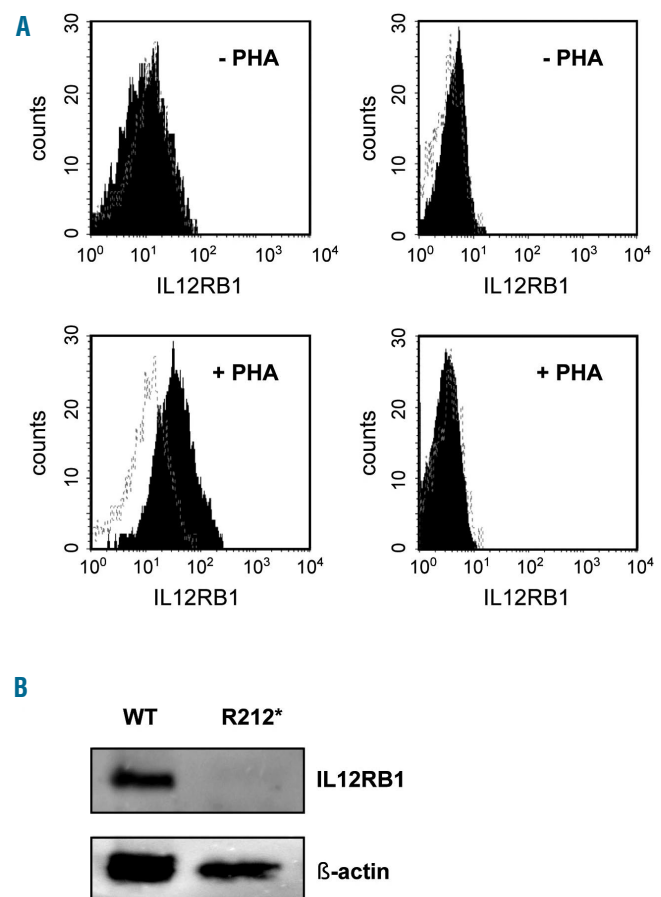 A
30
20
10
0
counts
- PHA
10⁰ 10¹ 10² 10³ 10⁴
IL12RB1
30
20
10
0
counts
- PHA
10⁰ 10¹ 10² 10³ 10⁴
IL12RB1
30
20
10
0
counts
+ PHA
10⁰ 10¹ 10² 10³ 10⁴
IL12RB1
30
20
10
0
counts
+ PHA
10⁰ 10¹ 10² 10³ 10⁴
IL12RB1
B
WT R212*
IL12RB1
ß-actin